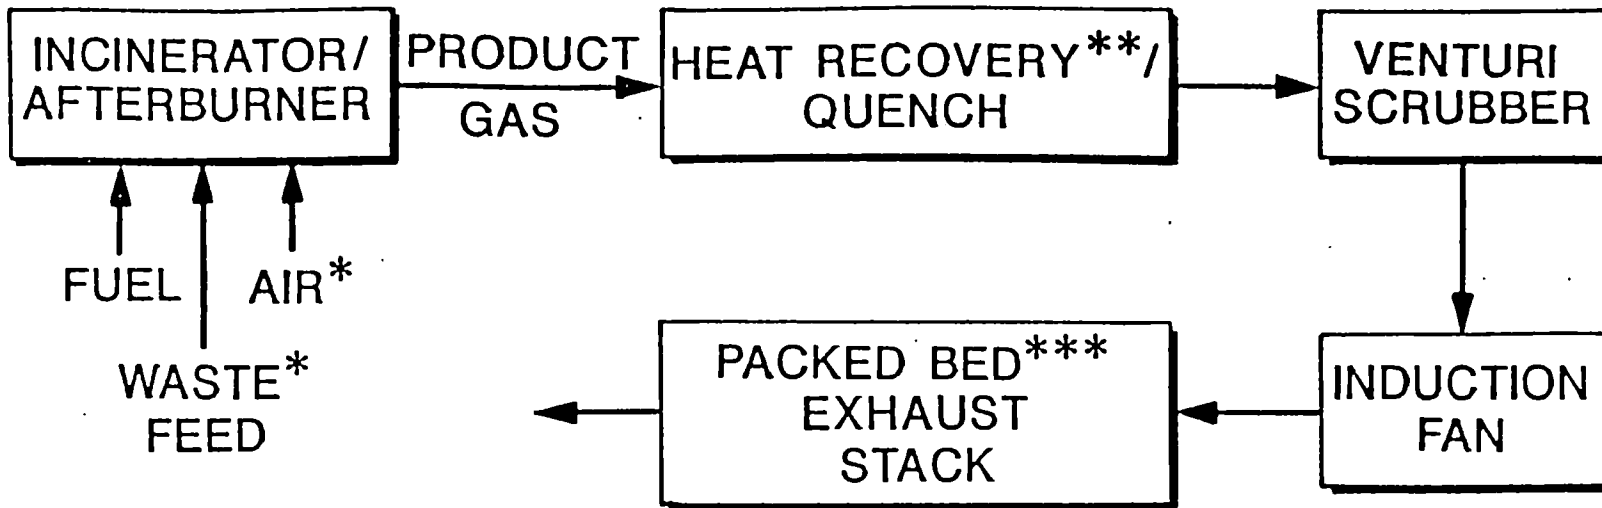 INCINERATOR/
AFTERBURNER
PRODUCT
GAS
HEAT RECOVERY**/
QUENCH
VENTURI
SCRUBBER
FUEL
AIR*
WASTE*
FEED
PACKED BED***
EXHAUST
STACK
INDUCTION
FAN